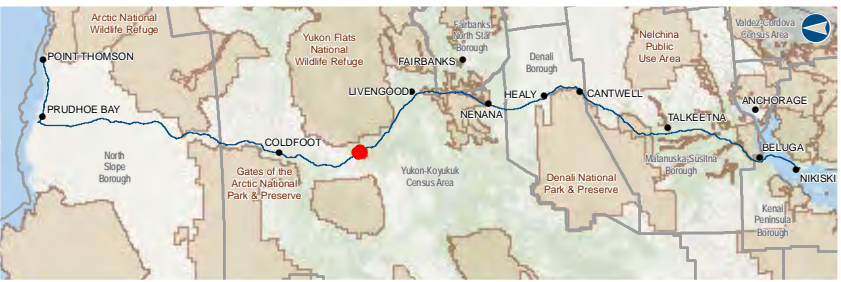 Arctic National
Wildlife Refuge
POINT THOMSON
PRUDHOE BAY
North
Slope
Borough
COLDFOOT
Gates of the
Arctic National
Park & Preserve
Yukon Flats
National
Wildlife Refuge
LIVENGOOD
FAIRBANKS
Fairbanks
North Star
Borough
NENANA
Yukon-Koyukuk
Census Area
Denali
Borough
HEALY
CANTWELL
Denali National
Park & Preserve
Nelchina
Public
Use Area
TALKEETNA
Matanuska-Susitna
Borough
Valdez-Cordova
Census Area
ANCHORAGE
BELUGA
NIKISKI
Kenai
Peninsula
Borough